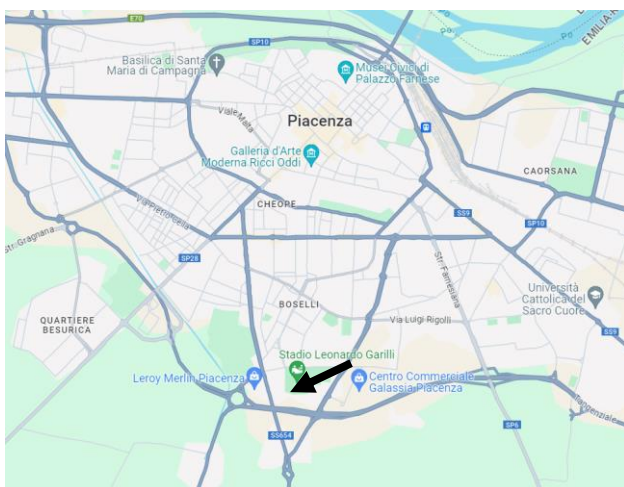 E70
SP10
Po
EMILIA-R
Basilica di Santa
Maria di Campagna
Musei Civici di
Palazzo Farnese
Viale Malta
Piacenza
Galleria d'Arte
Moderna Ricci Oddi
CAORSANA
Via Pietro Cella
CHEOPE
SS9
SP10
Str. Gragnana
SP28
Str. Farnesiana
Università
Cattolica del
Sacro Cuore
QUARTIERE
BESURICA
BOSELLI
Via Luigi Rigolli
SS9
Stadio Leonardo Garilli
Leroy Merlin Piacenza
Centro Commerciale
Galassia Piacenza
Tangenziale
SP6
SS654